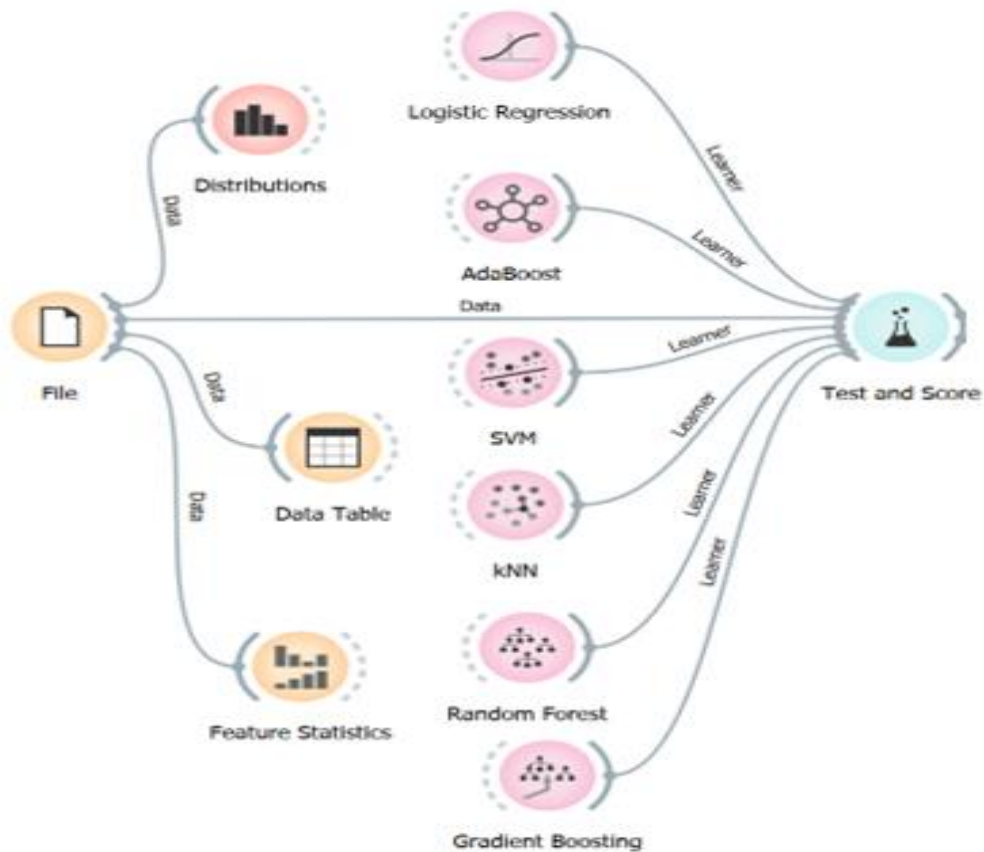 Logistic Regression
Learner
Distributions
Data
AdaBoost
Learner
Data
File
Learner
Test and Score
Data
SVM
Learner
Data Table
Data
kNN
Learner
Learner
Random Forest
Feature Statistics
Gradient Boosting